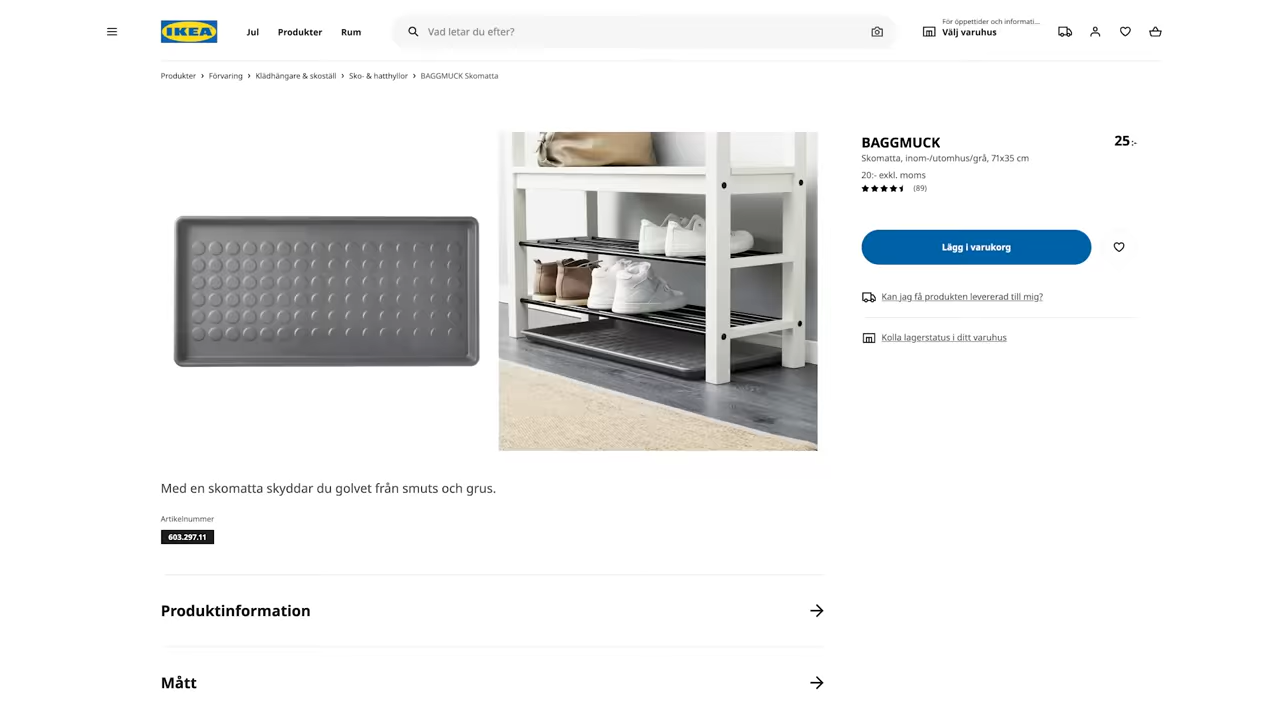 IKEA
Jul
Produkter
Rum
Vad letar du efter?
För öppettider och informati...
Välj varuhus
Produkter › Förvaring › Klädhängare & skoställ › Sko- & hatthyllor › BAGGMUCK Skomatta
BAGGMUCK
25:-
Skomatta, inom-/utomhus/grå, 71x35 cm
20:- exkl. moms
(89)
Lägg i varukorg
Kan jag få produkten levererad till mig?
Kolla lagerstatus i ditt varuhus
Med en skomatta skyddar du golvet från smuts och grus.
Artikelnummer
603.297.11
Produktinformation
Mått